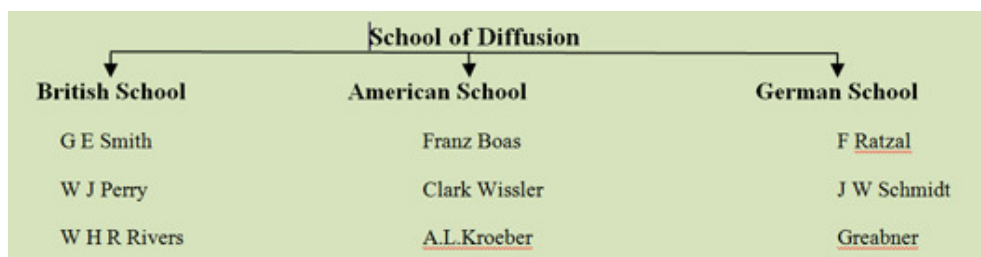 School of Diffusion
British School American School German School
G E Smith Franz Boas F Ratzal
W J Perry Clark Wissler J W Schmidt
W H R Rivers A.L.Kroeber Greabner